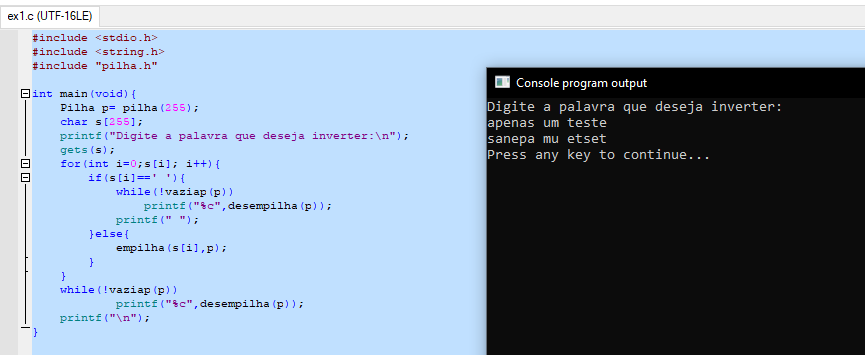 ex1.c (UTF-16LE)
#include <stdio.h>
#include <string.h>
#include "pilha.h"
int main(void){
Pilha p= pilha(255);
char s[255];
printf("Digite a palavra que deseja inverter:\n");
gets(s);
for(int i=0;s[i]; i++){
if(s[i]==' '){
while(!vaziap(p))
printf("%c",desempilha(p));
printf(" ");
}else{
empilha(s[i],p);
}
}
while(!vaziap(p))
printf("%c",desempilha(p));
printf("\n");
}
Console program output
Digite a palavra que deseja inverter:
apenas um teste
sanepa mu etset
Press any key to continue...